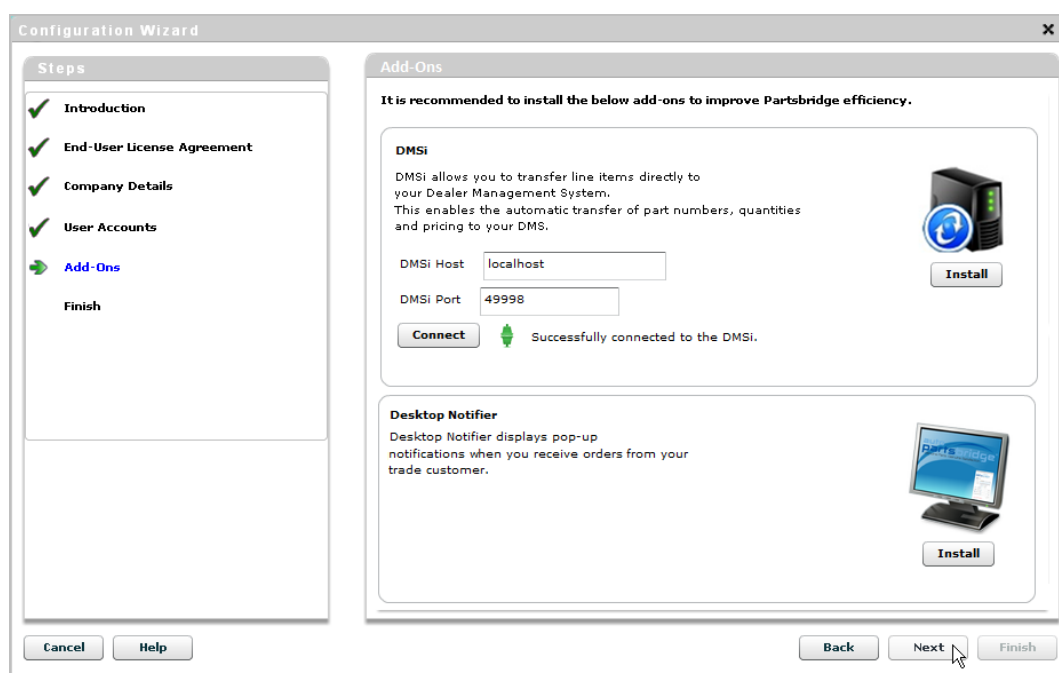 Configuration Wizard
Steps
Introduction
End-User License Agreement
Company Details
User Accounts
Add-Ons
Finish
Add-Ons
It is recommended to install the below add-ons to improve Partsbridge efficiency.
DMSi
DMSi allows you to transfer line items directly to
your Dealer Management System.
This enables the automatic transfer of part numbers, quantities
and pricing to your DMS.
DMSi Host localhost
Install
DMSi Port 49998
Connect Successfully connected to the DMSi.
Desktop Notifier
Desktop Notifier displays pop-up
notifications when you receive orders from your
trade customer.
auto
partsbridge
Install
Cancel Help Back Next Finish